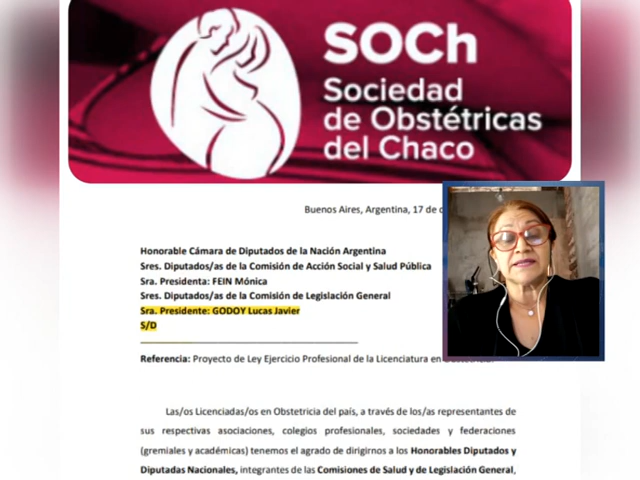 SOCh
Sociedad
de Obstétricas
del Chaco
Buenos Aires, Argentina, 17 de
Honorable Cámara de Diputados de la Nación Argentina
Sres. Diputados/as de la Comisión de Acción Social y Salud Pública
Sra. Presidenta: FEIN Mónica
Sres. Diputados/as de la Comisión de Legislación General
Sra. Presidente: GODOY Lucas Javier
S/D
Referencia: Proyecto de Ley Ejercicio Profesional de la Licenciatura en
Las/os Licenciadas/os en Obstetricia del país, a través de los/as representantes de
sus respectivas asociaciones, colegios profesionales, sociedades y federaciones
(gremiales y académicas) tenemos el agrado de dirigirnos a los Honorables Diputados y
Diputadas Nacionales, integrantes de las Comisiones de Salud y de Legislación General,